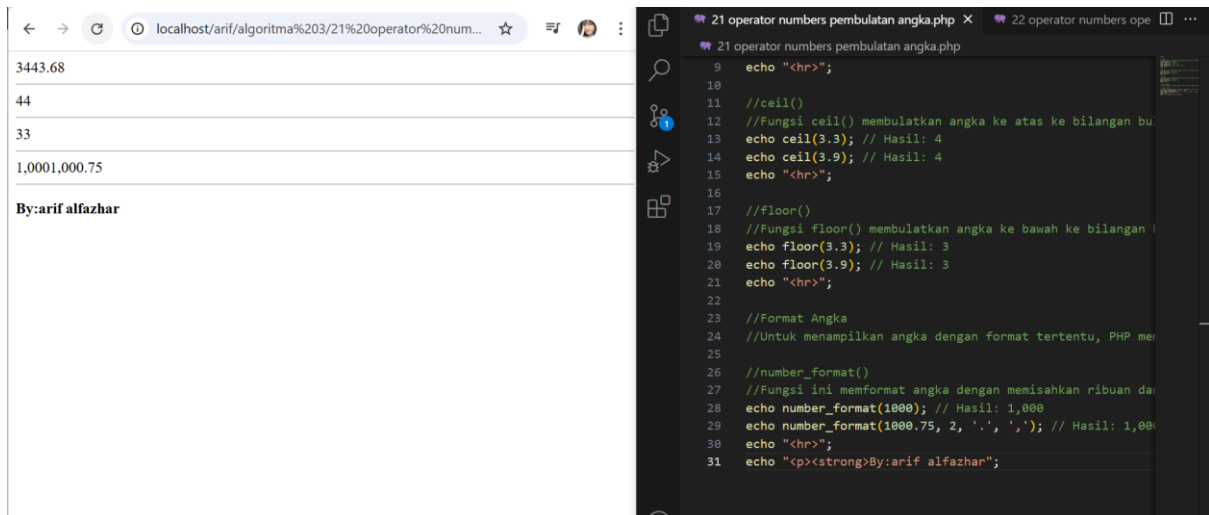 localhost/arif/algoritma%203/21%20operator%20num...
3443.68
44
33
1,0001,000.75
By:arif alfazhar
21 operator numbers pembulatan angka.php
22 operator numbers ope
21 operator numbers pembulatan angka.php
1
9 echo "<hr>";
10
11 //ceil()
12 //Fungsi ceil() membulatkan angka ke atas ke bilangan bu
13 echo ceil(3.3); // Hasil: 4
14 echo ceil(3.9); // Hasil: 4
15 echo "<hr>";
16
17 //floor()
18 //Fungsi floor() membulatkan angka ke bawah ke bilangan
19 echo floor(3.3); // Hasil: 3
20 echo floor(3.9); // Hasil: 3
21 echo "<hr>";
22
23 //Format Angka
24 //Untuk menampilkan angka dengan format tertentu, PHP me
25
26 //number_format()
27 //Fungsi ini memformat angka dengan memisahkan ribuan da
28 echo number_format(1000); // Hasil: 1,000
29 echo number_format(1000.75, 2, '.', ','); // Hasil: 1,00
30 echo "<hr>";
31 echo "<p><strong>By:arif alfazhar";